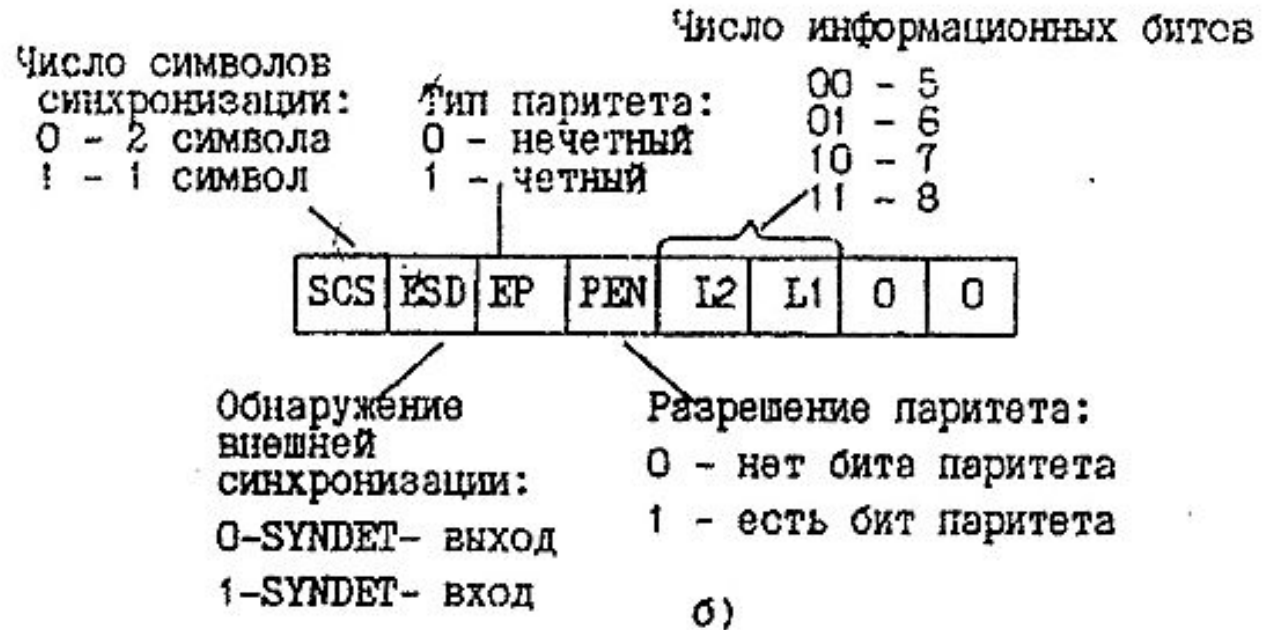 Число информационных битов
00 - 5
01 - 6
10 - 7
11 - 8
Число символов
синхронизации:
0 - 2 символа
1 - 1 символ
Тип паритета:
0 - нечетный
1 - четный
SCS ESD EP PEN L2 L1 0 0
Обнаружение
внешней
синхронизации:
0-SYNDET- выход
1-SYNDET- вход
Разрешение паритета:
0 - нет бита паритета
1 - есть бит паритета
б)